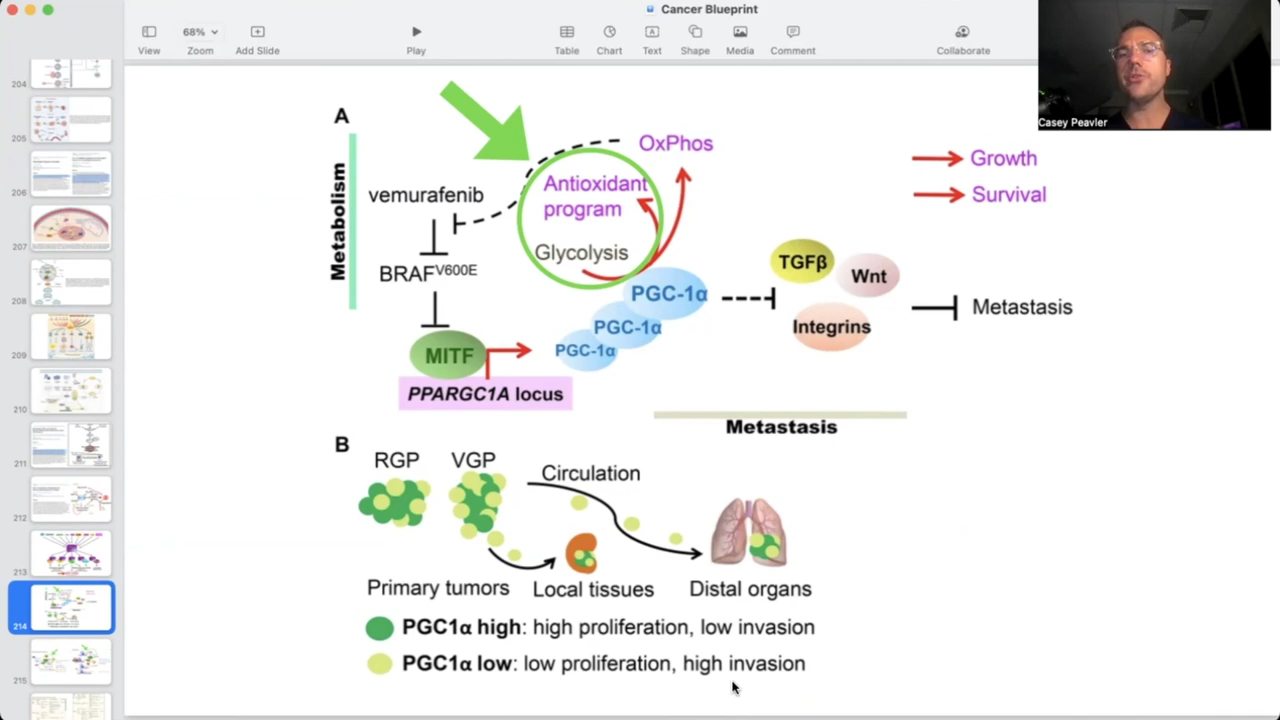 Cancer Blueprint
68%
View
Zoom
Add Slide
Play
Table
Chart
Text
Shape
Media
Comment
Collaborate
Casey Peavler
204
205
206
207
208
209
210
211
212
213
214
215
A
Metabolism
vemurafenib
BRAFV600E
MITF
PPARGC1A locus
OxPhos
Antioxidant
program
Glycolysis
PGC-1α
PGC-1α
PGC-1α
TGFβ
Wnt
Integrins
Growth
Survival
Metastasis
Metastasis
B
RGP
VGP
Circulation
Primary tumors
Local tissues
Distal organs
PGC1α high: high proliferation, low invasion
PGC1α low: low proliferation, high invasion